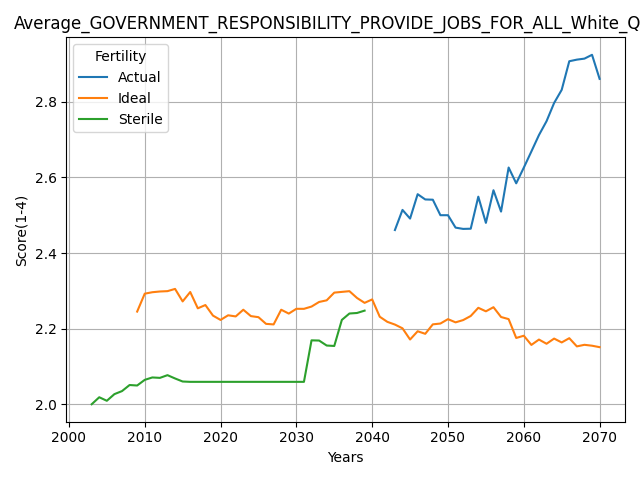 Average_GOVERNMENT_RESPONSIBILITY_PROVIDE_JOBS_FOR_ALL_White_Q
Fertility
Actual
Ideal
Sterile
Score(1-4)
2.8
2.6
2.4
2.2
2.0
2000 2010 2020 2030 2040 2050 2060 2070
Years